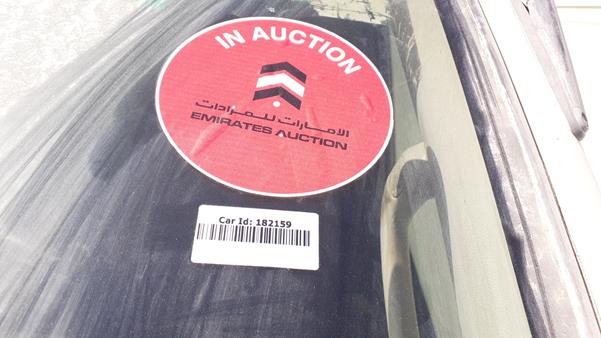 IN AUCTION
الامارات للمزادات
EMIRATES AUCTION
Car Id: 182159